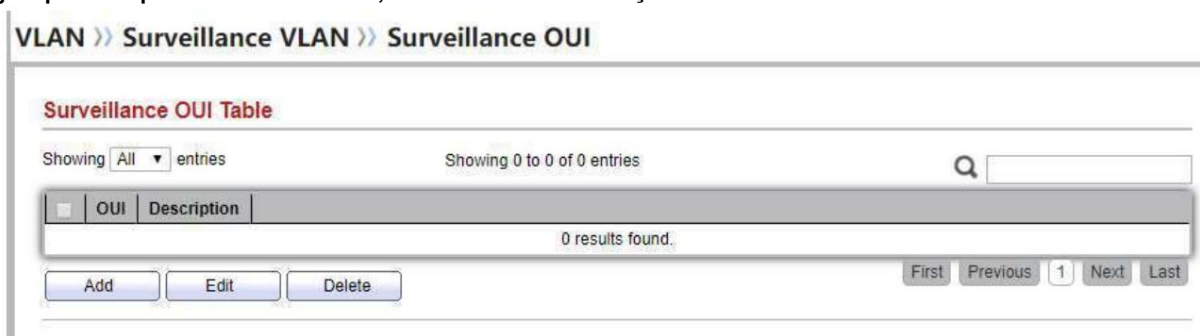 VLAN 》 Surveillance VLAN 》 Surveillance OUI
Surveillance OUI Table
Showing All ▼ entries Showing 0 to 0 of 0 entries
OUI Description
0 results found.
Add Edit Delete First Previous 1 Next Last